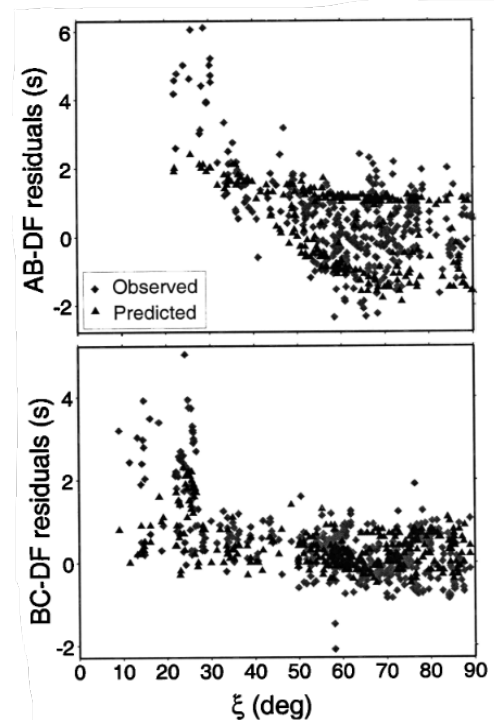 AB-DF residuals (s)
6
4
2
0
-2
Observed
Predicted
BC-DF residuals (s)
4
2
0
-2
0 10 20 30 40 50 60 70 80 90
ξ (deg)